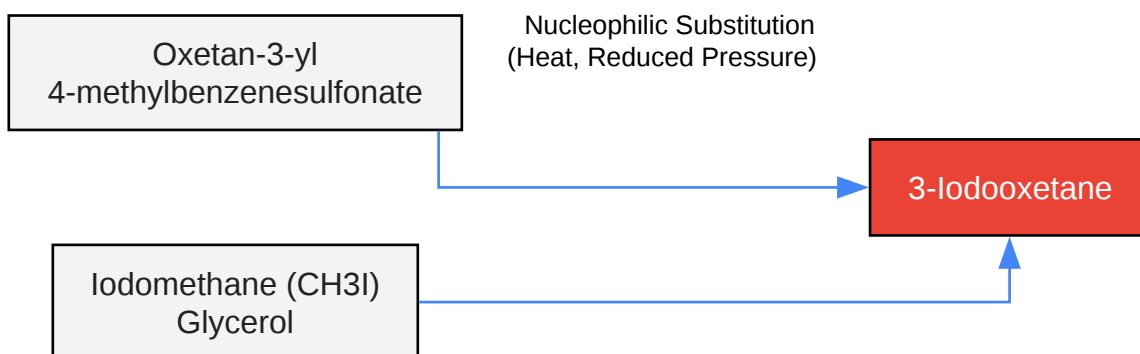 Oxetan-3-yl
4-methylbenzenesulfonate
Nucleophilic Substitution
(Heat, Reduced Pressure)
3-Iodooxetane
Iodomethane (CH3I)
Glycerol